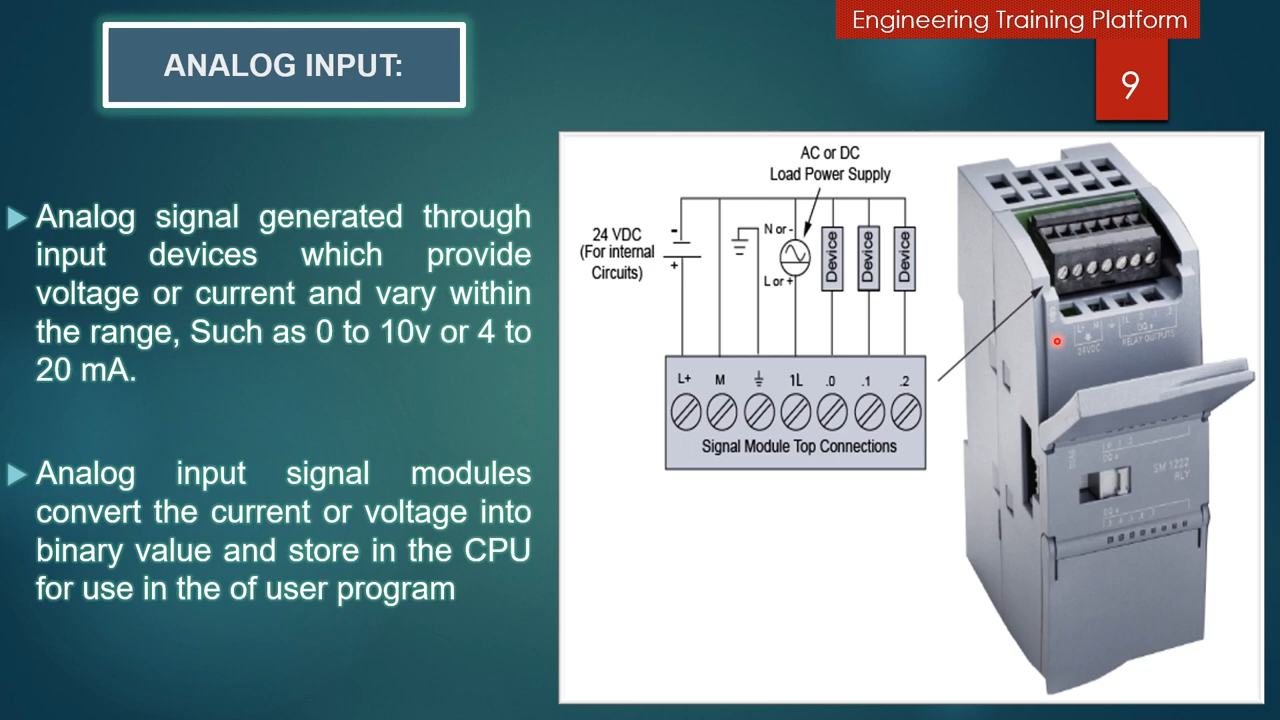 Engineering Training Platform
9
ANALOG INPUT:
Analog signal generated through
input devices which provide
voltage or current and vary within
the range, Such as 0 to 10v or 4 to
20 mA.
Analog input signal modules
convert the current or voltage into
binary value and store in the CPU
for use in the of user program
AC or DC
Load Power Supply
24 VDC
(For internal
Circuits)
-
+
N or -
L or +
Device
Device
Device
L+ M 1L .0 .1 .2
Signal Module Top Connections
L+ M
24VDC
DQ a
RELAY OUTPUTS
DIAG
DQ a
SM 1222
RLY
DQ a